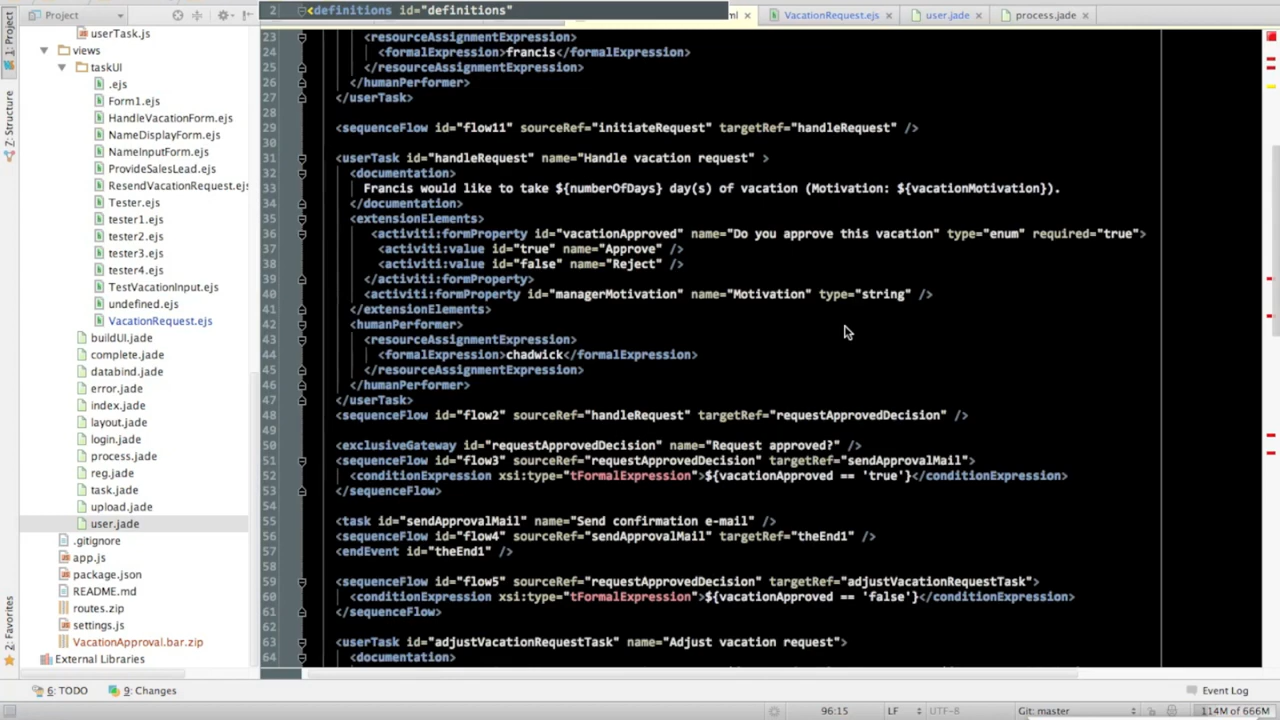 Project
1: Project
Z: Structure
2: Favorites
userTask.js
views
taskUI
.ejs
Form1.ejs
HandleVacationForm.ejs
NameDisplayForm.ejs
NameInputForm.ejs
ProvideSalesLead.ejs
ResendVacationRequest.ejs
Tester.ejs
tester1.ejs
tester2.ejs
tester3.ejs
tester4.ejs
TestVacationInput.ejs
undefined.ejs
VacationRequest.ejs
buildUI.jade
complete.jade
databind.jade
error.jade
index.jade
layout.jade
login.jade
process.jade
reg.jade
task.jade
upload.jade
user.jade
.gitignore
app.js
package.json
README.md
routes.zip
settings.js
VacationApproval.bar.zip
External Libraries
2 <definitions id="definitions"
ml
VacationRequest.ejs
user.jade
process.jade
23 <resourceAssignmentExpression>
24 <formalExpression>francis</formalExpression>
25 </resourceAssignmentExpression>
26 </humanPerformer>
27 </userTask>
28
29 <sequenceFlow id="flow11" sourceRef="initiateRequest" targetRef="handleRequest" />
30
31 <userTask id="handleRequest" name="Handle vacation request" >
32 <documentation>
33 Francis would like to take ${numberOfDays} day(s) of vacation (Motivation: ${vacationMotivation}).
34 </documentation>
35 <extensionElements>
36 <activiti:formProperty id="vacationApproved" name="Do you approve this vacation" type="enum" required="true">
37 <activiti:value id="true" name="Approve" />
38 <activiti:value id="false" name="Reject" />
39 </activiti:formProperty>
40 <activiti:formProperty id="managerMotivation" name="Motivation" type="string" />
41 </extensionElements>
42 <humanPerformer>
43 <resourceAssignmentExpression>
44 <formalExpression>chadwick</formalExpression>
45 </resourceAssignmentExpression>
46 </humanPerformer>
47 </userTask>
48 <sequenceFlow id="flow2" sourceRef="handleRequest" targetRef="requestApprovedDecision" />
49
50 <exclusiveGateway id="requestApprovedDecision" name="Request approved?" />
51 <sequenceFlow id="flow3" sourceRef="requestApprovedDecision" targetRef="sendApprovalMail">
52 <conditionExpression xsi:type="tFormalExpression">${vacationApproved == 'true'}</conditionExpression>
53 </sequenceFlow>
54
55 <task id="sendApprovalMail" name="Send confirmation e-mail" />
56 <sequenceFlow id="flow4" sourceRef="sendApprovalMail" targetRef="theEnd1" />
57 <endEvent id="theEnd1" />
58
59 <sequenceFlow id="flow5" sourceRef="requestApprovedDecision" targetRef="adjustVacationRequestTask">
60 <conditionExpression xsi:type="tFormalExpression">${vacationApproved == 'false'}</conditionExpression>
61 </sequenceFlow>
62
63 <userTask id="adjustVacationRequestTask" name="Adjust vacation request">
64 <documentation>
6: TODO
9: Changes
Event Log
96:15
LF
UTF-8
Git: master
114M of 666M